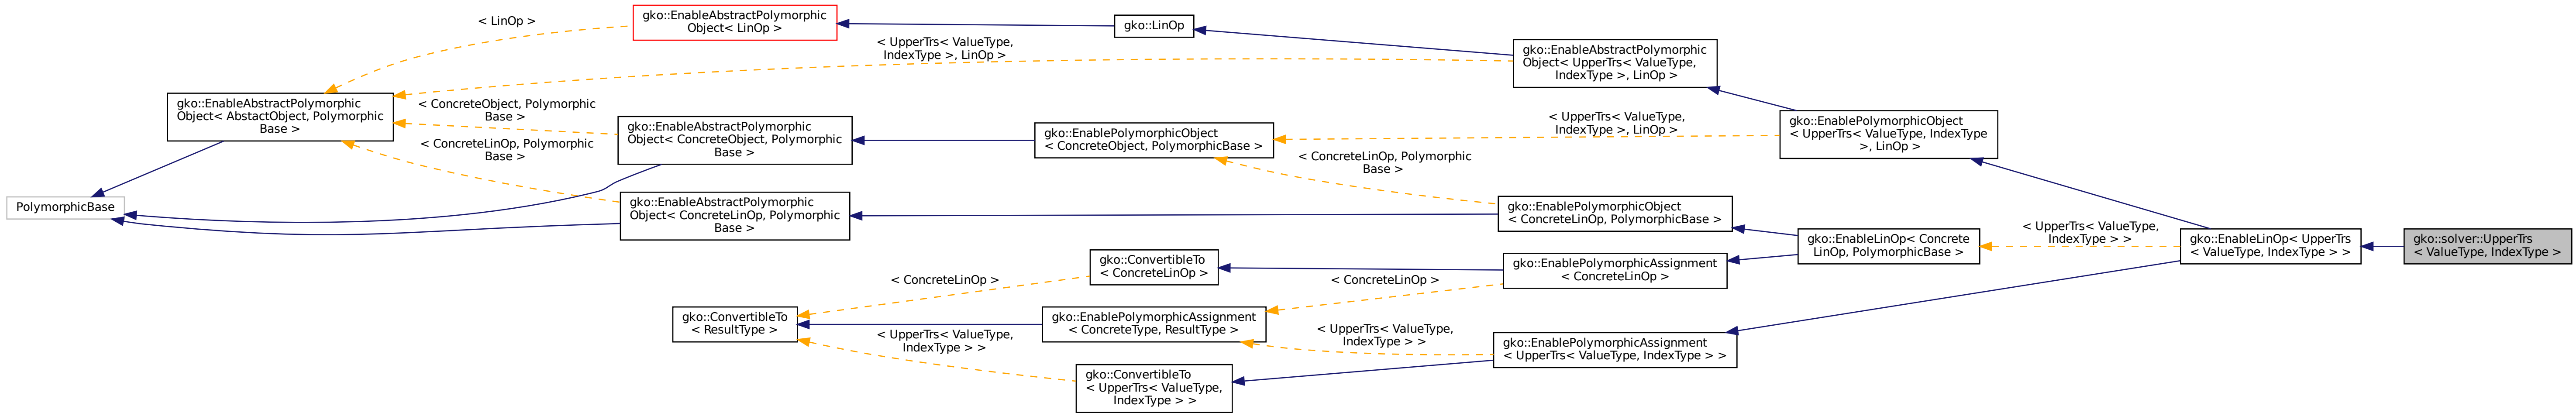 < LinOp >
gko::EnableAbstractPolymorphic
Object< LinOp >
gko::LinOp
< UpperTrs< ValueType,
IndexType >, LinOp >
gko::EnableAbstractPolymorphic
Object< UpperTrs< ValueType,
IndexType >, LinOp >
gko::EnableAbstractPolymorphic
Object< AbstactObject, Polymorphic
Base >
< ConcreteObject, Polymorphic
Base >
gko::EnableAbstractPolymorphic
Object< ConcreteObject, Polymorphic
Base >
gko::EnablePolymorphicObject
< ConcreteObject, PolymorphicBase >
< UpperTrs< ValueType,
IndexType >, LinOp >
gko::EnablePolymorphicObject
< UpperTrs< ValueType, IndexType
>, LinOp >
< ConcreteLinOp, Polymorphic
Base >
< ConcreteLinOp, Polymorphic
Base >
PolymorphicBase
gko::EnableAbstractPolymorphic
Object< ConcreteLinOp, Polymorphic
Base >
gko::EnablePolymorphicObject
< ConcreteLinOp, PolymorphicBase >
gko::EnableLinOp< Concrete
LinOp, PolymorphicBase >
< UpperTrs< ValueType,
IndexType > >
gko::EnableLinOp< UpperTrs
< ValueType, IndexType > >
gko::solver::UpperTrs
< ValueType, IndexType >
< ConcreteLinOp >
gko::ConvertibleTo
< ConcreteLinOp >
< ConcreteLinOp >
gko::EnablePolymorphicAssignment
< ConcreteLinOp >
gko::ConvertibleTo
< ResultType >
gko::EnablePolymorphicAssignment
< ConcreteType, ResultType >
< UpperTrs< ValueType,
IndexType > >
< UpperTrs< ValueType,
IndexType > >
gko::EnablePolymorphicAssignment
< UpperTrs< ValueType, IndexType > >
gko::ConvertibleTo
< UpperTrs< ValueType,
IndexType > >